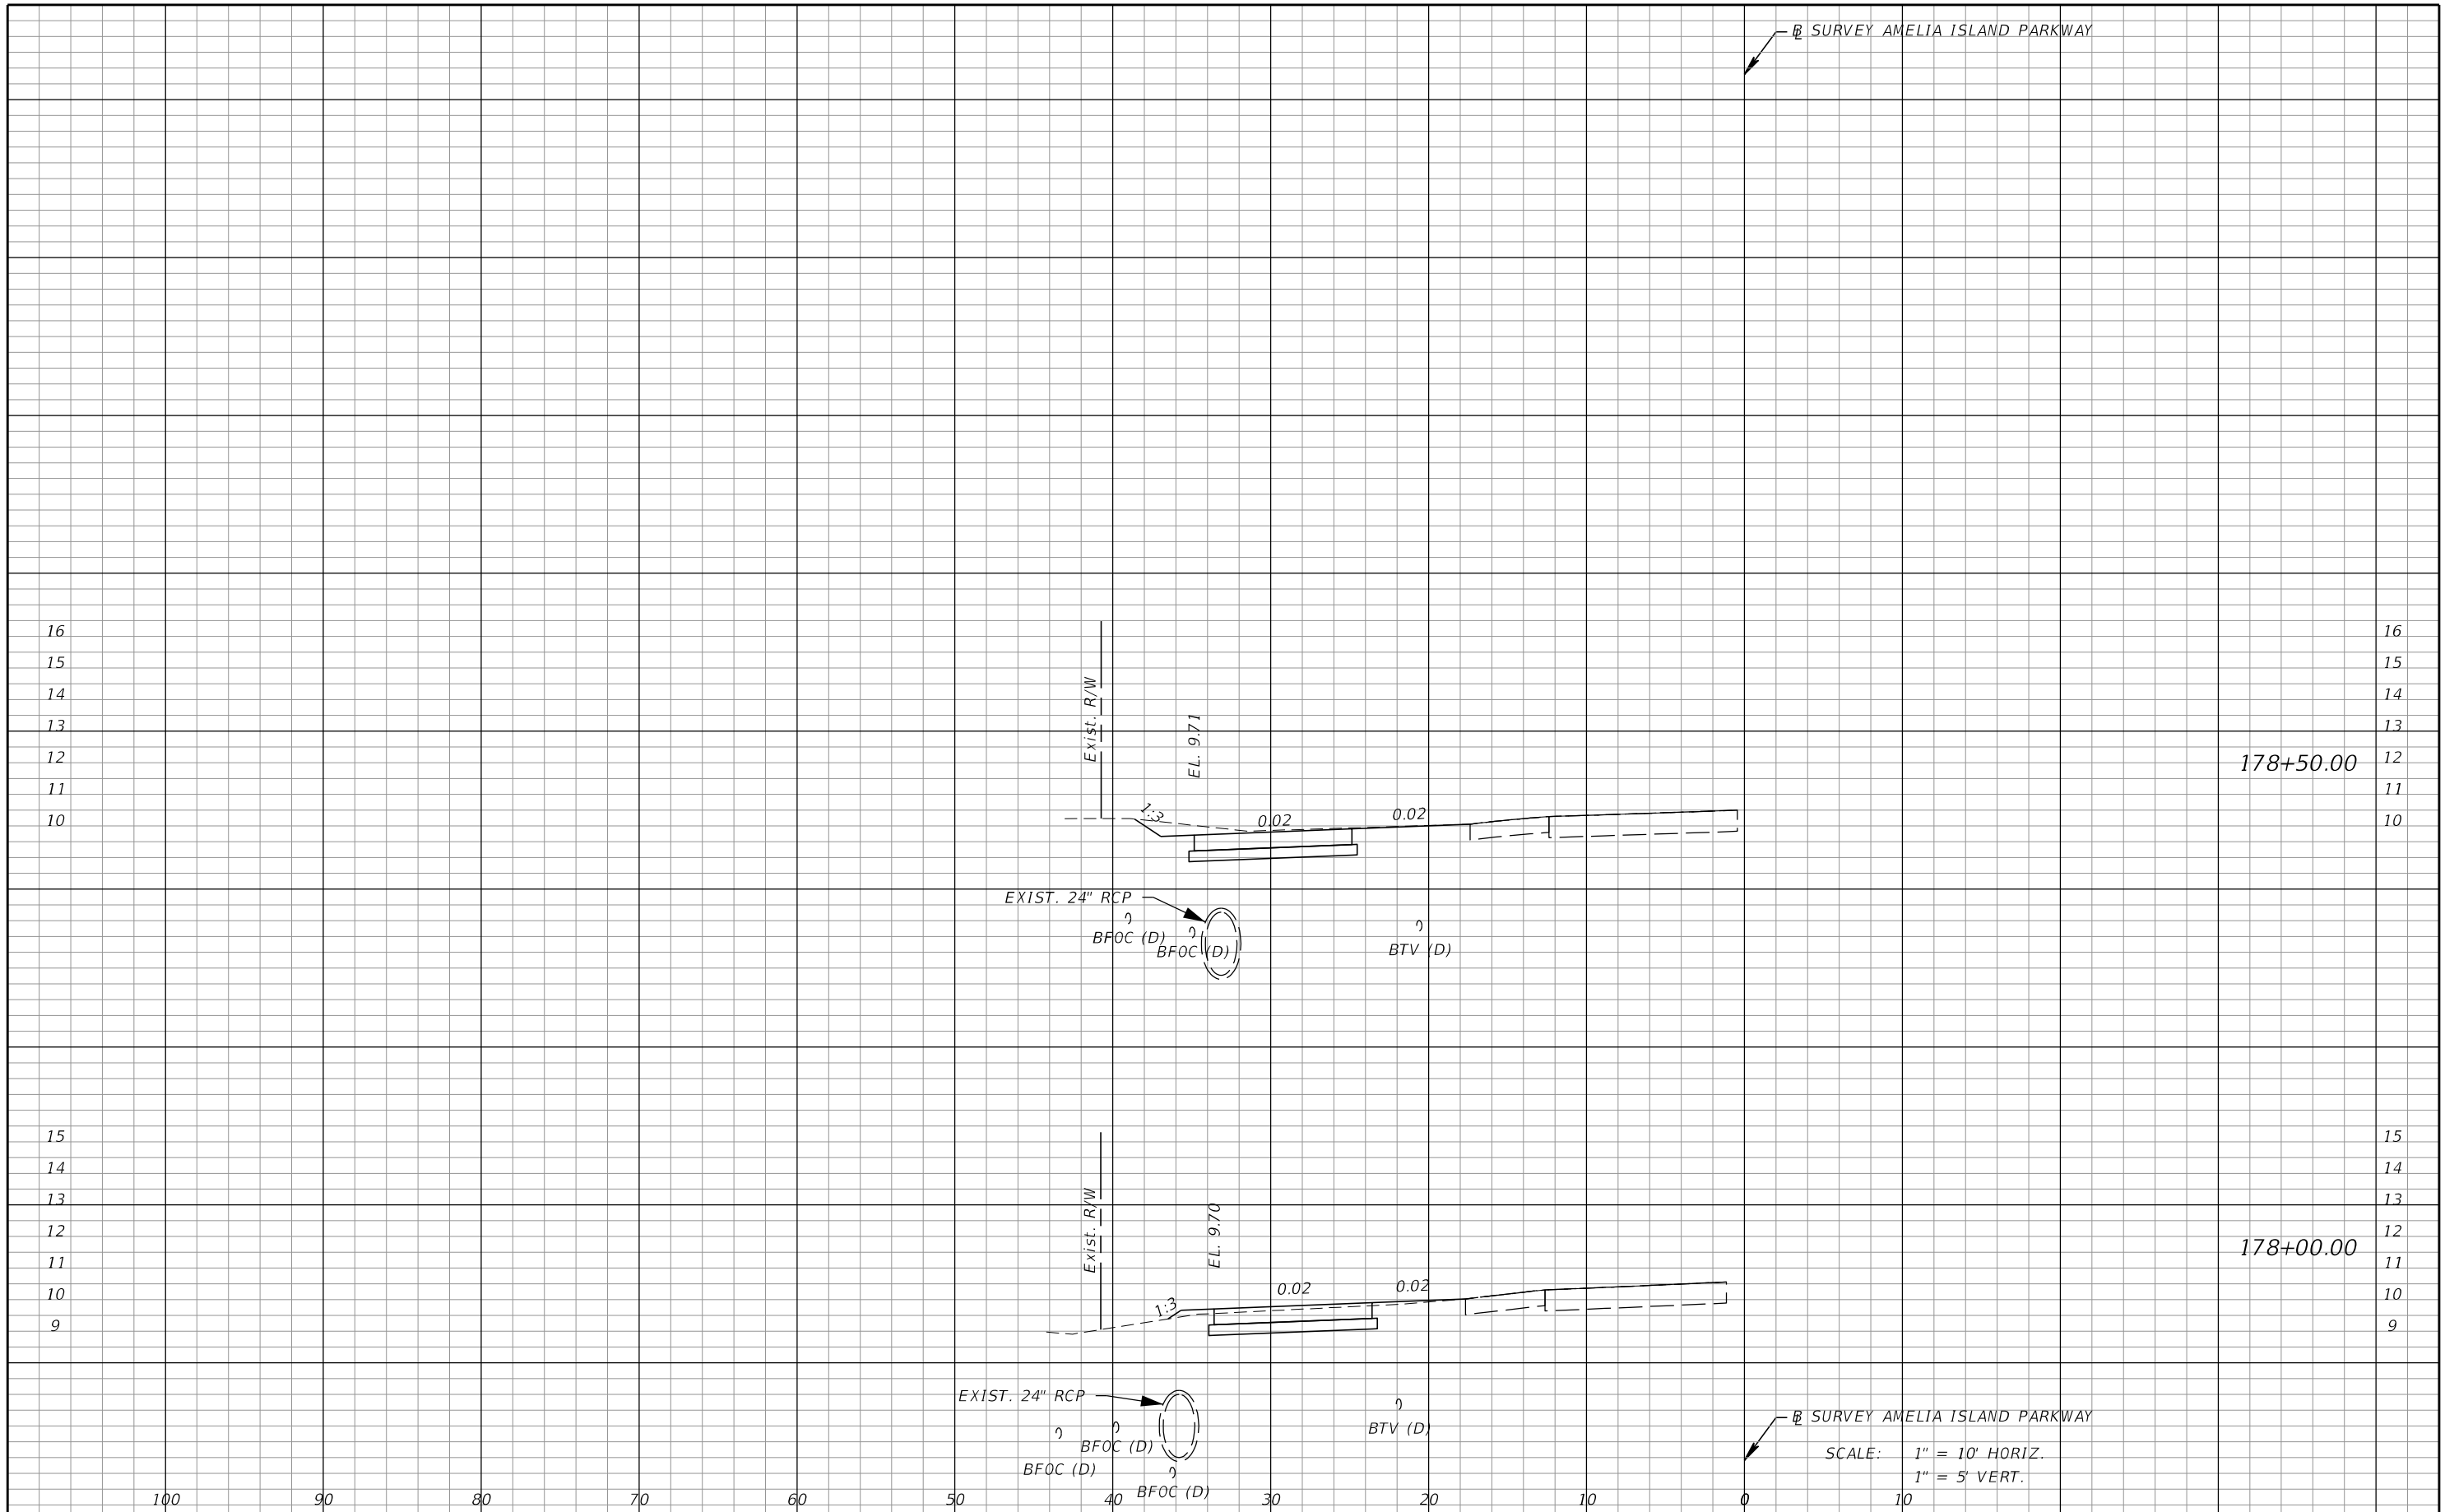 BL SURVEY AMELIA ISLAND PARKWAY
16 16
15 15
Exist. R/W
14 14
EL. 9.71
13 13
12 178+50.00 12
11 11
1:3
0.02
0.02
10 10
EXIST. 24" RCP
BFOC (D)
BFOC (D)
BTV (D)
15 15
14 14
Exist. R/W
EL. 9.70
13 13
12 12
178+00.00
11 11
10 10
1:3
0.02
0.02
9 9
EXIST. 24" RCP
BTV (D)
BFOC (D)
BFOC (D)
BFOC (D)
BL SURVEY AMELIA ISLAND PARKWAY
SCALE: 1" = 10' HORIZ.
1" = 5' VERT.
100 90 80 70 60 50 40 30 20 10 0 10